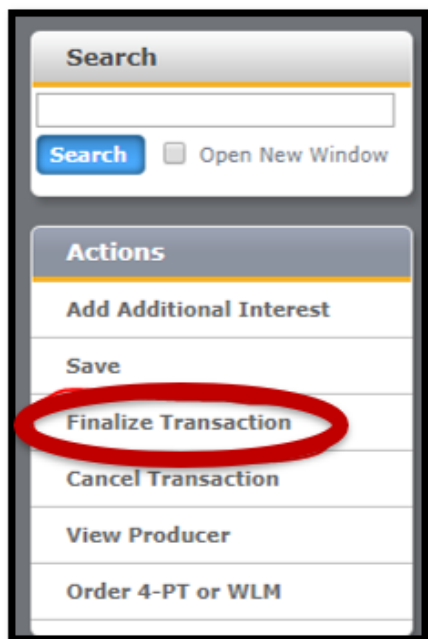 Search
Search Open New Window
Actions
Add Additional Interest
Save
Finalize Transaction
Cancel Transaction
View Producer
Order 4-PT or WLM